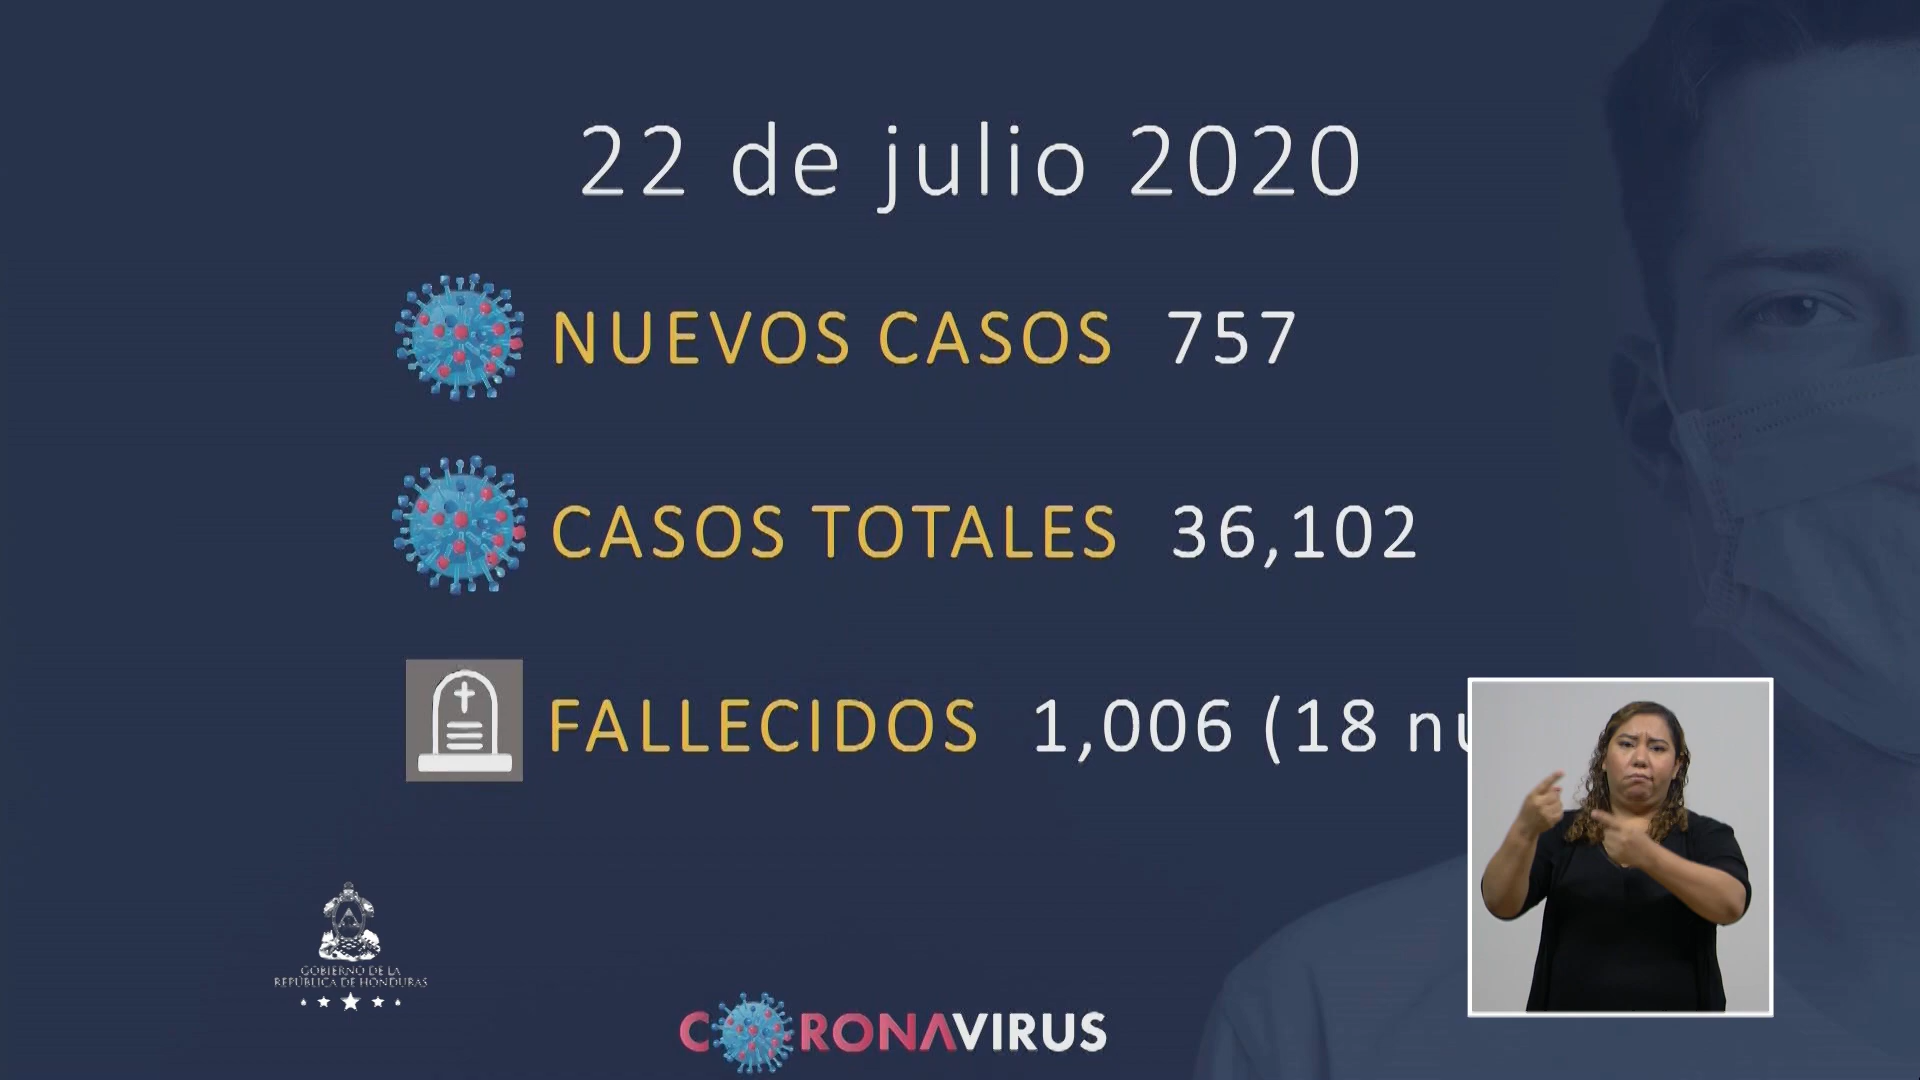 22 de julio 2020
NUEVOS CASOS 757
CASOS TOTALES 36,102
FALLECIDOS 1,006 (18
GOBIERNO DE LA
REPÚBLICA DE HONDURAS
CORONAVIRUS